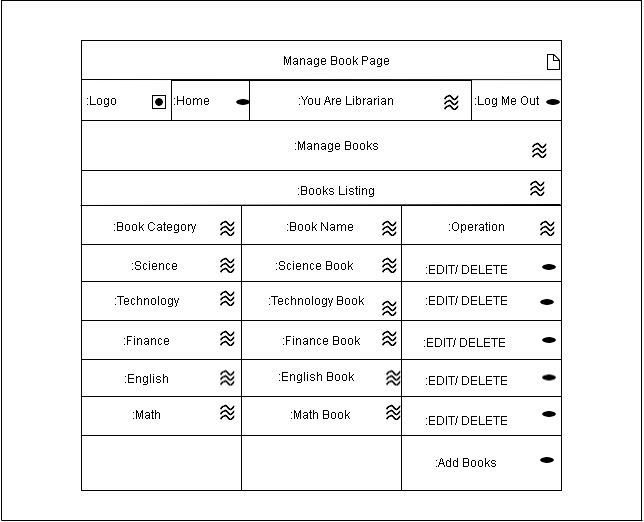 Manage Book Page
:Logo :Home :You Are Librarian :Log Me Out
:Manage Books
:Books Listing
:Book Category :Book Name :Operation
:Science :Science Book :EDIT/ DELETE
:Technology :Technology Book :EDIT/ DELETE
:Finance :Finance Book :EDIT/ DELETE
:English :English Book :EDIT/ DELETE
:Math :Math Book :EDIT/ DELETE
:Add Books